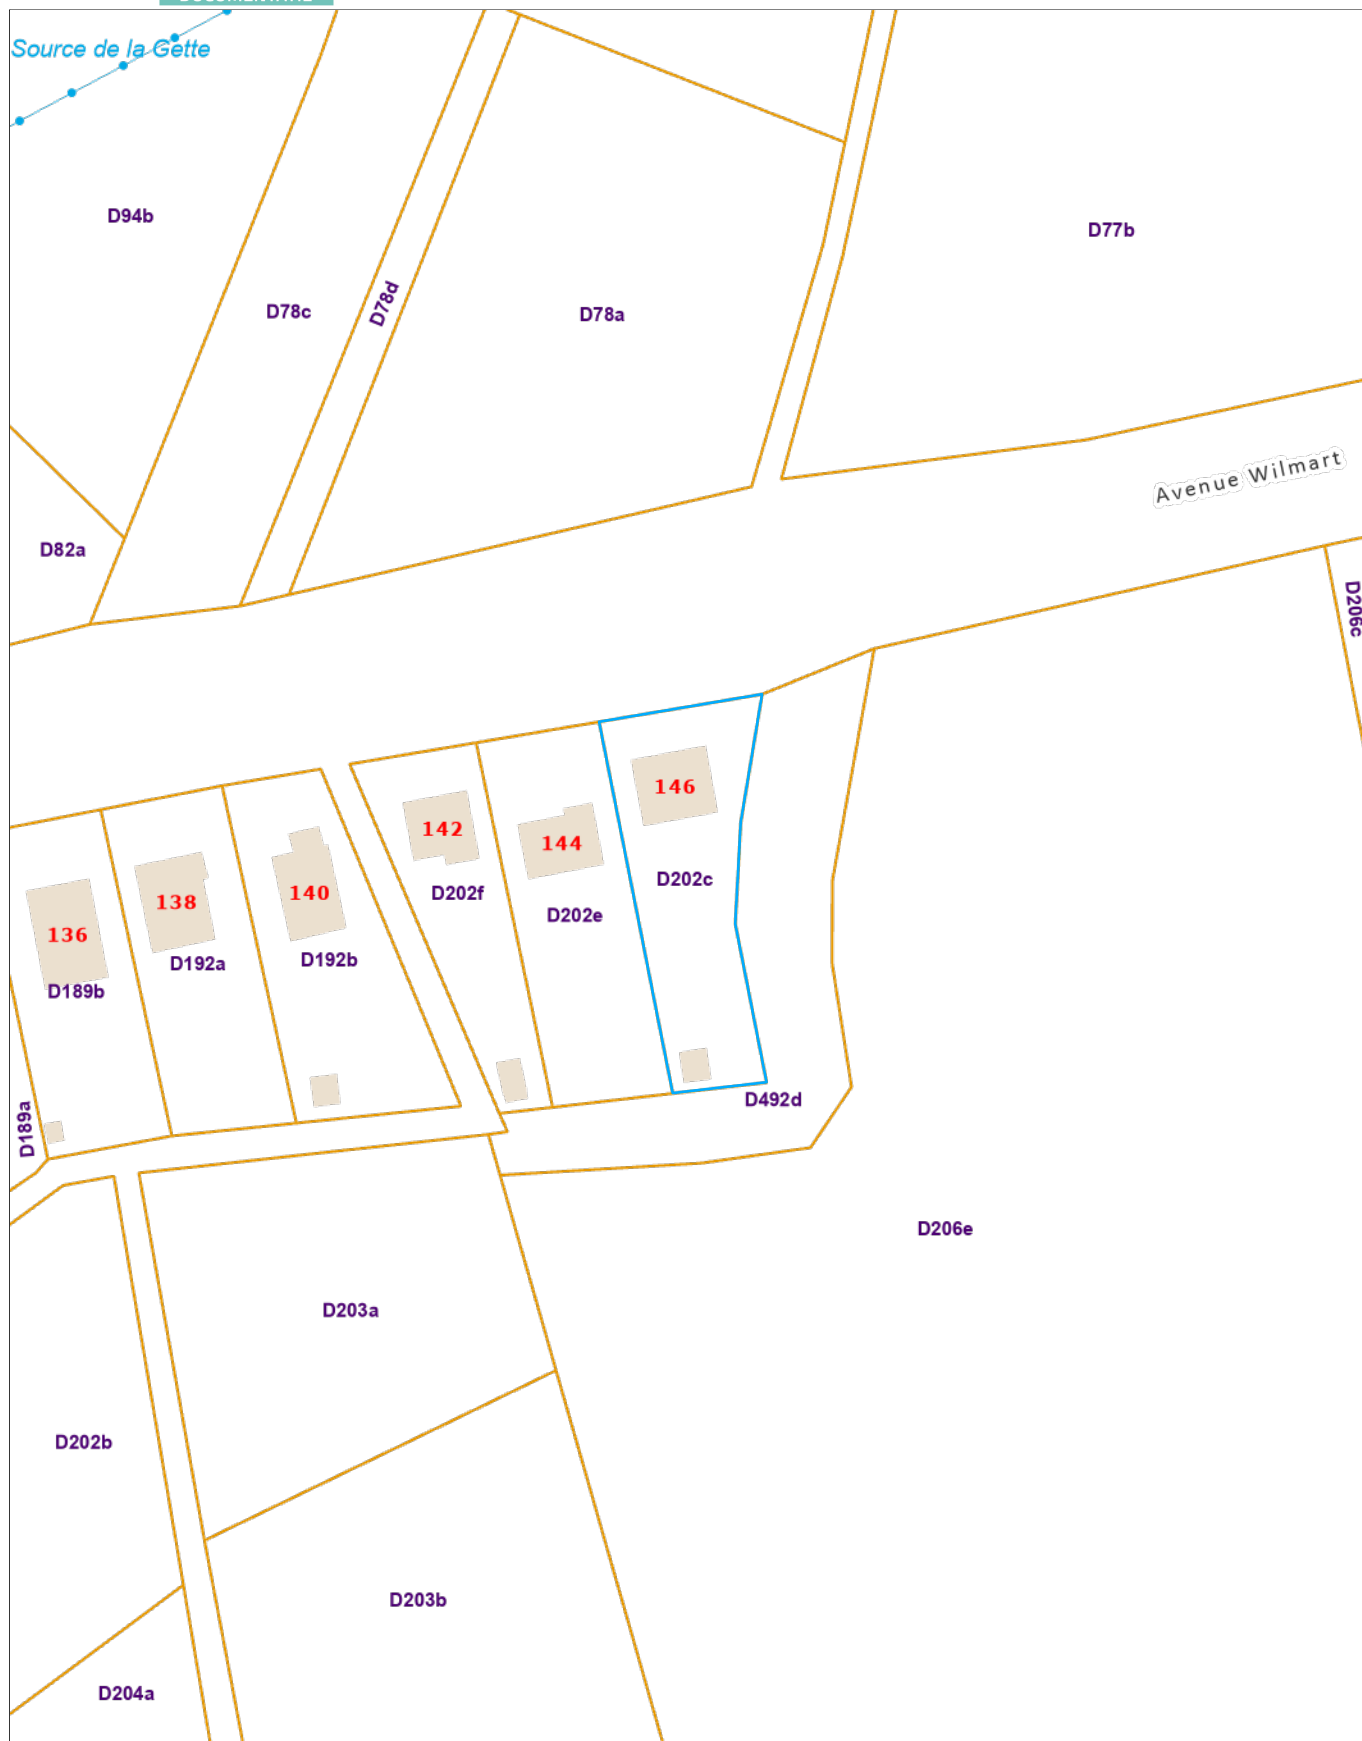 Source de la Gette
D94b
D77b
D78c
D78d
D78a
Avenue Wilmart
D82a
D206c
146
142
144
D202c
140
138
D202f
136
D202e
D192b
D192a
D189b
D492d
D189a
D206e
D203a
D202b
D203b
D204a